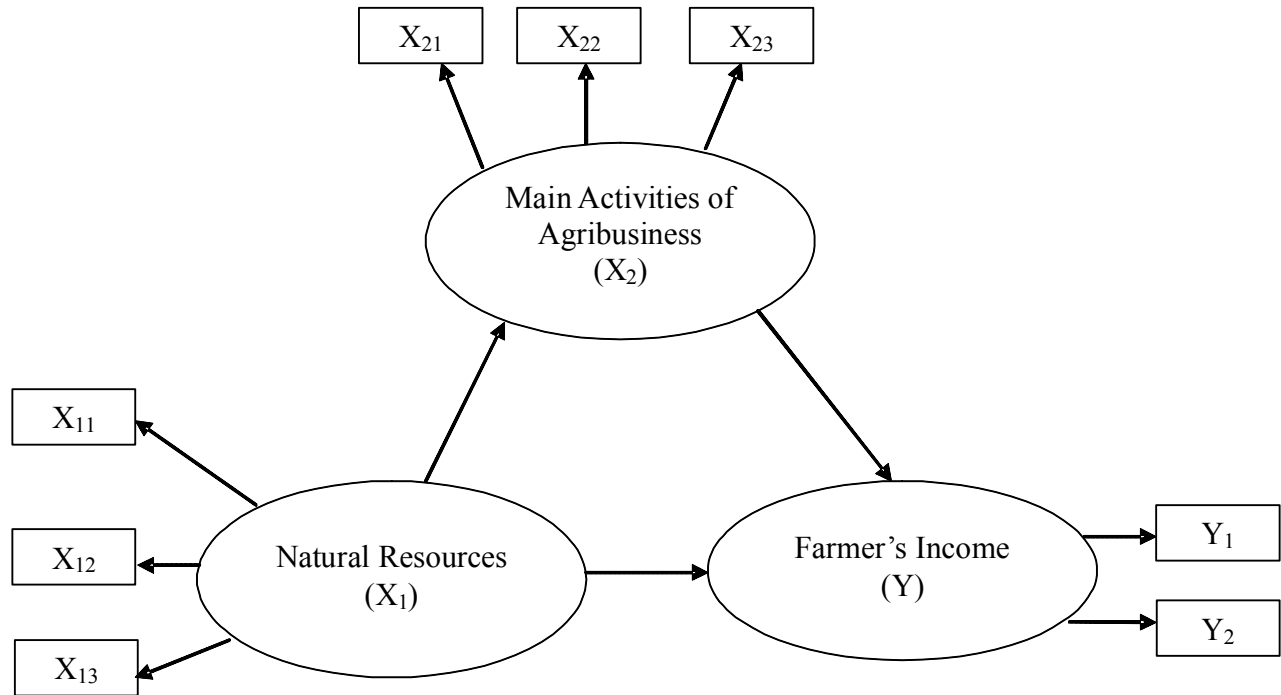 X₂₁
X₂₂
X₂₃
Main Activities of
Agribusiness
(X₂)
X₁₁
X₁₂
X₁₃
Natural Resources
(X₁)
Farmer’s Income
(Y)
Y₁
Y₂